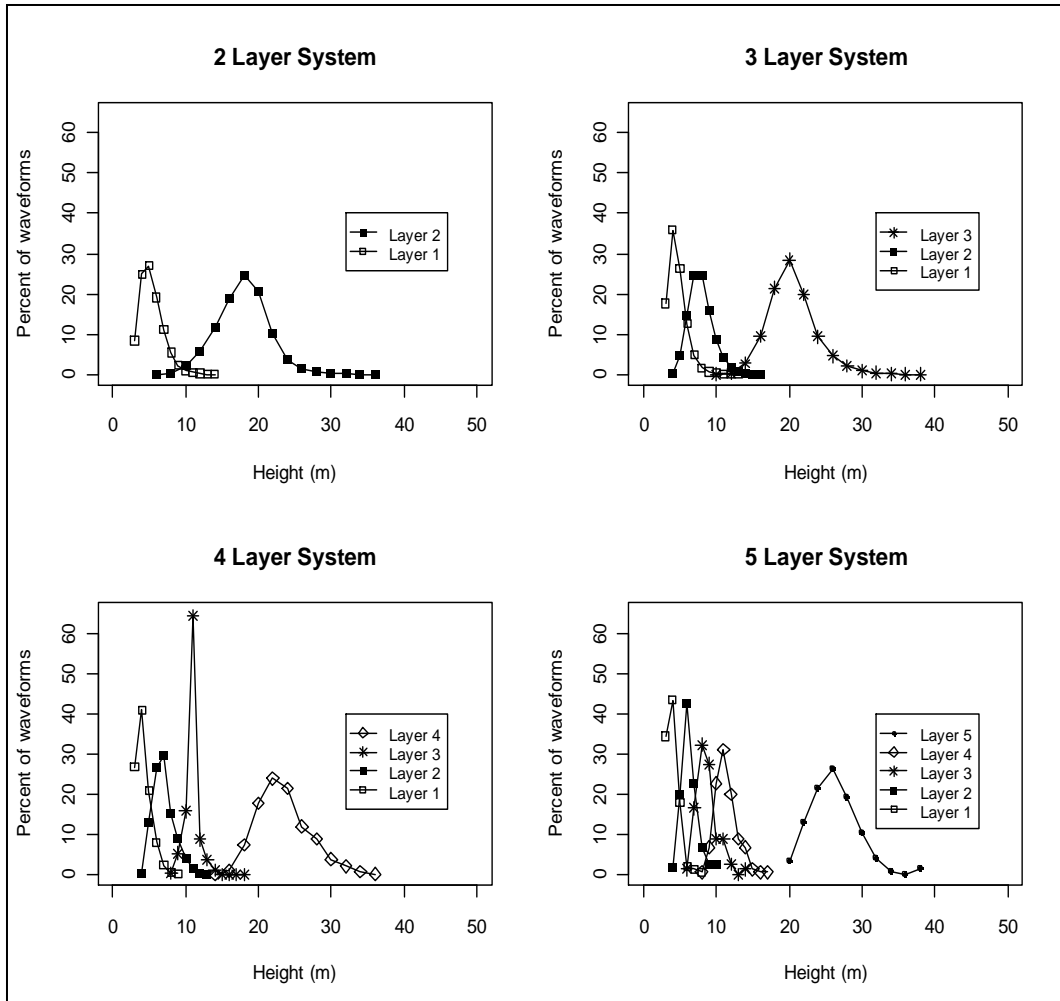 2 Layer System
Percent of waveforms
60
50
40
30
20
10
0
Layer 2
Layer 1
0 10 20 30 40 50
Height (m)
3 Layer System
Percent of waveforms
60
50
40
30
20
10
0
Layer 3
Layer 2
Layer 1
0 10 20 30 40 50
Height (m)
4 Layer System
Percent of waveforms
60
50
40
30
20
10
0
Layer 4
Layer 3
Layer 2
Layer 1
0 10 20 30 40 50
Height (m)
5 Layer System
Percent of waveforms
60
50
40
30
20
10
0
Layer 5
Layer 4
Layer 3
Layer 2
Layer 1
0 10 20 30 40 50
Height (m)